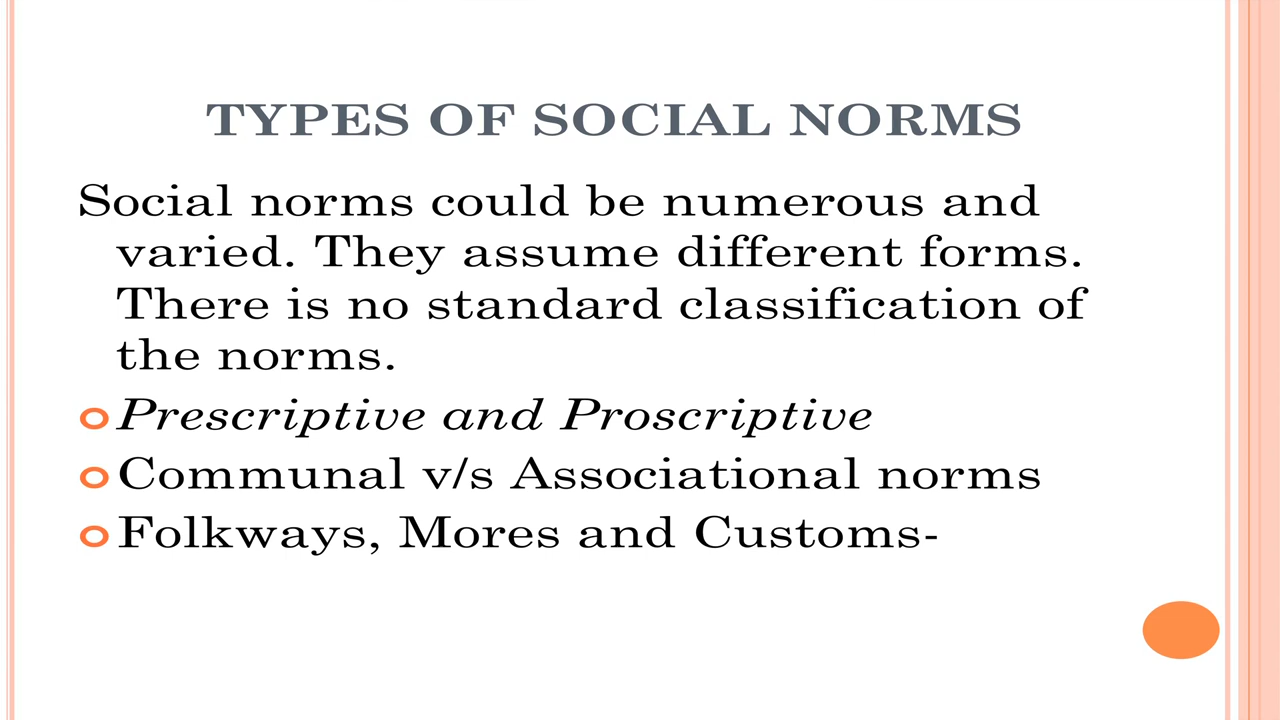 TYPES OF SOCIAL NORMS
Social norms could be numerous and
varied. They assume different forms.
There is no standard classification of
the norms.
Prescriptive and Proscriptive
Communal v/s Associational norms
Folkways, Mores and Customs-